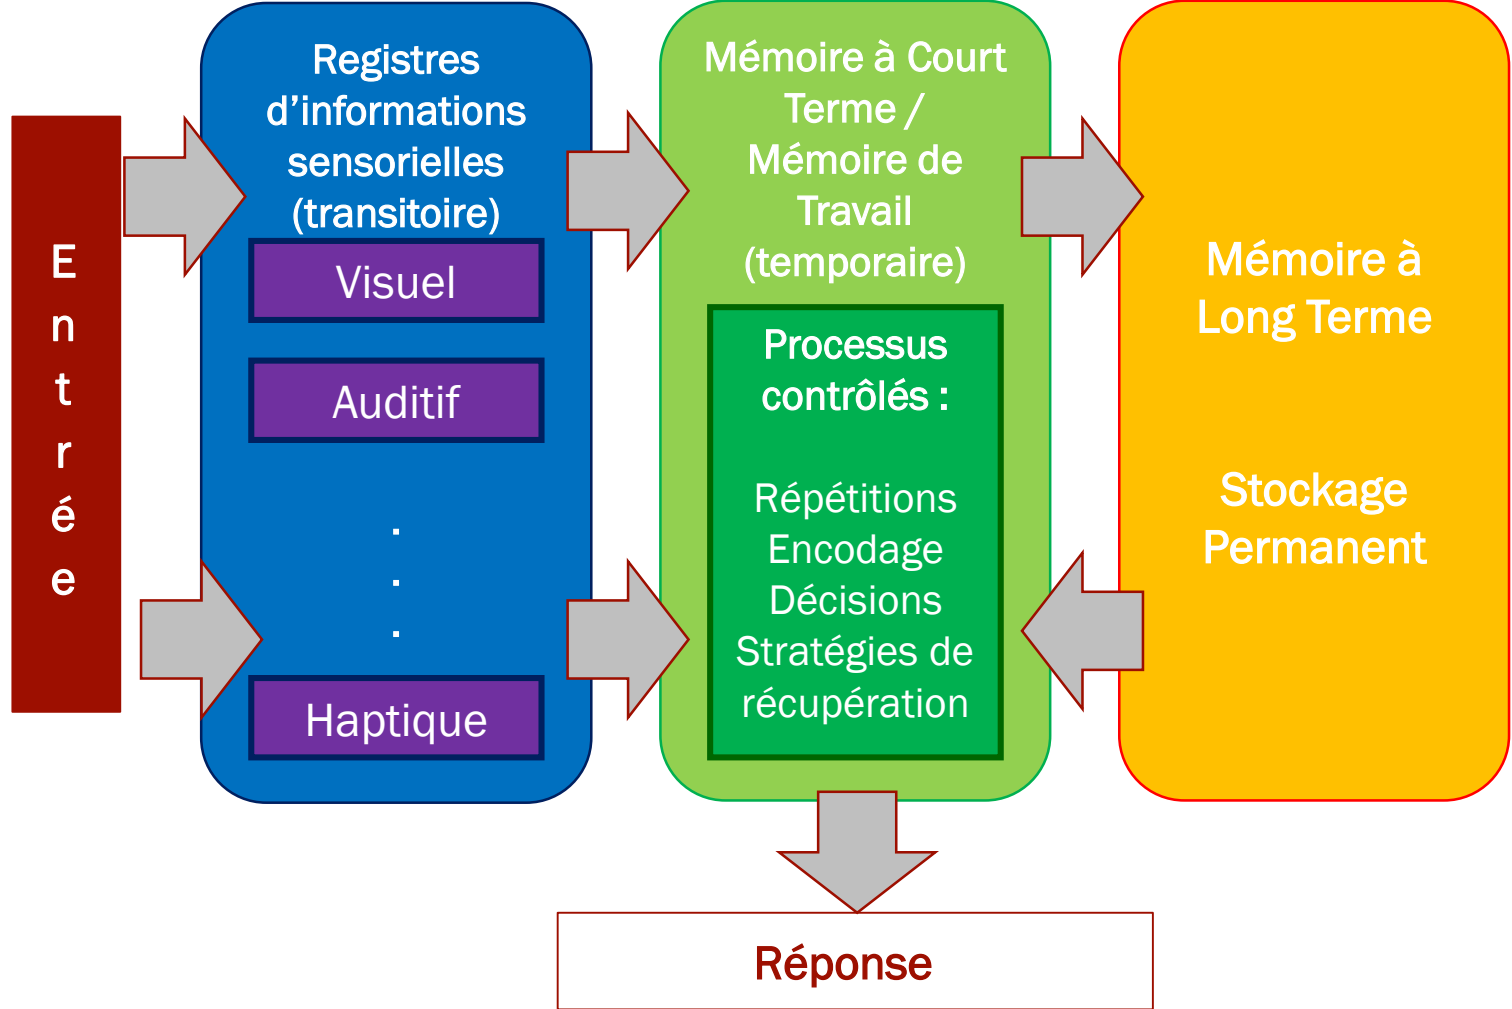 Entrée
Registres
d’informations
sensorielles
(transitoire)
Visuel
Auditif
.
.
.
Haptique
Mémoire à Court
Terme /
Mémoire de
Travail
(temporaire)
Processus
contrôlés :
Répétitions
Encodage
Décisions
Stratégies de
récupération
Mémoire à
Long Terme
Stockage
Permanent
Réponse